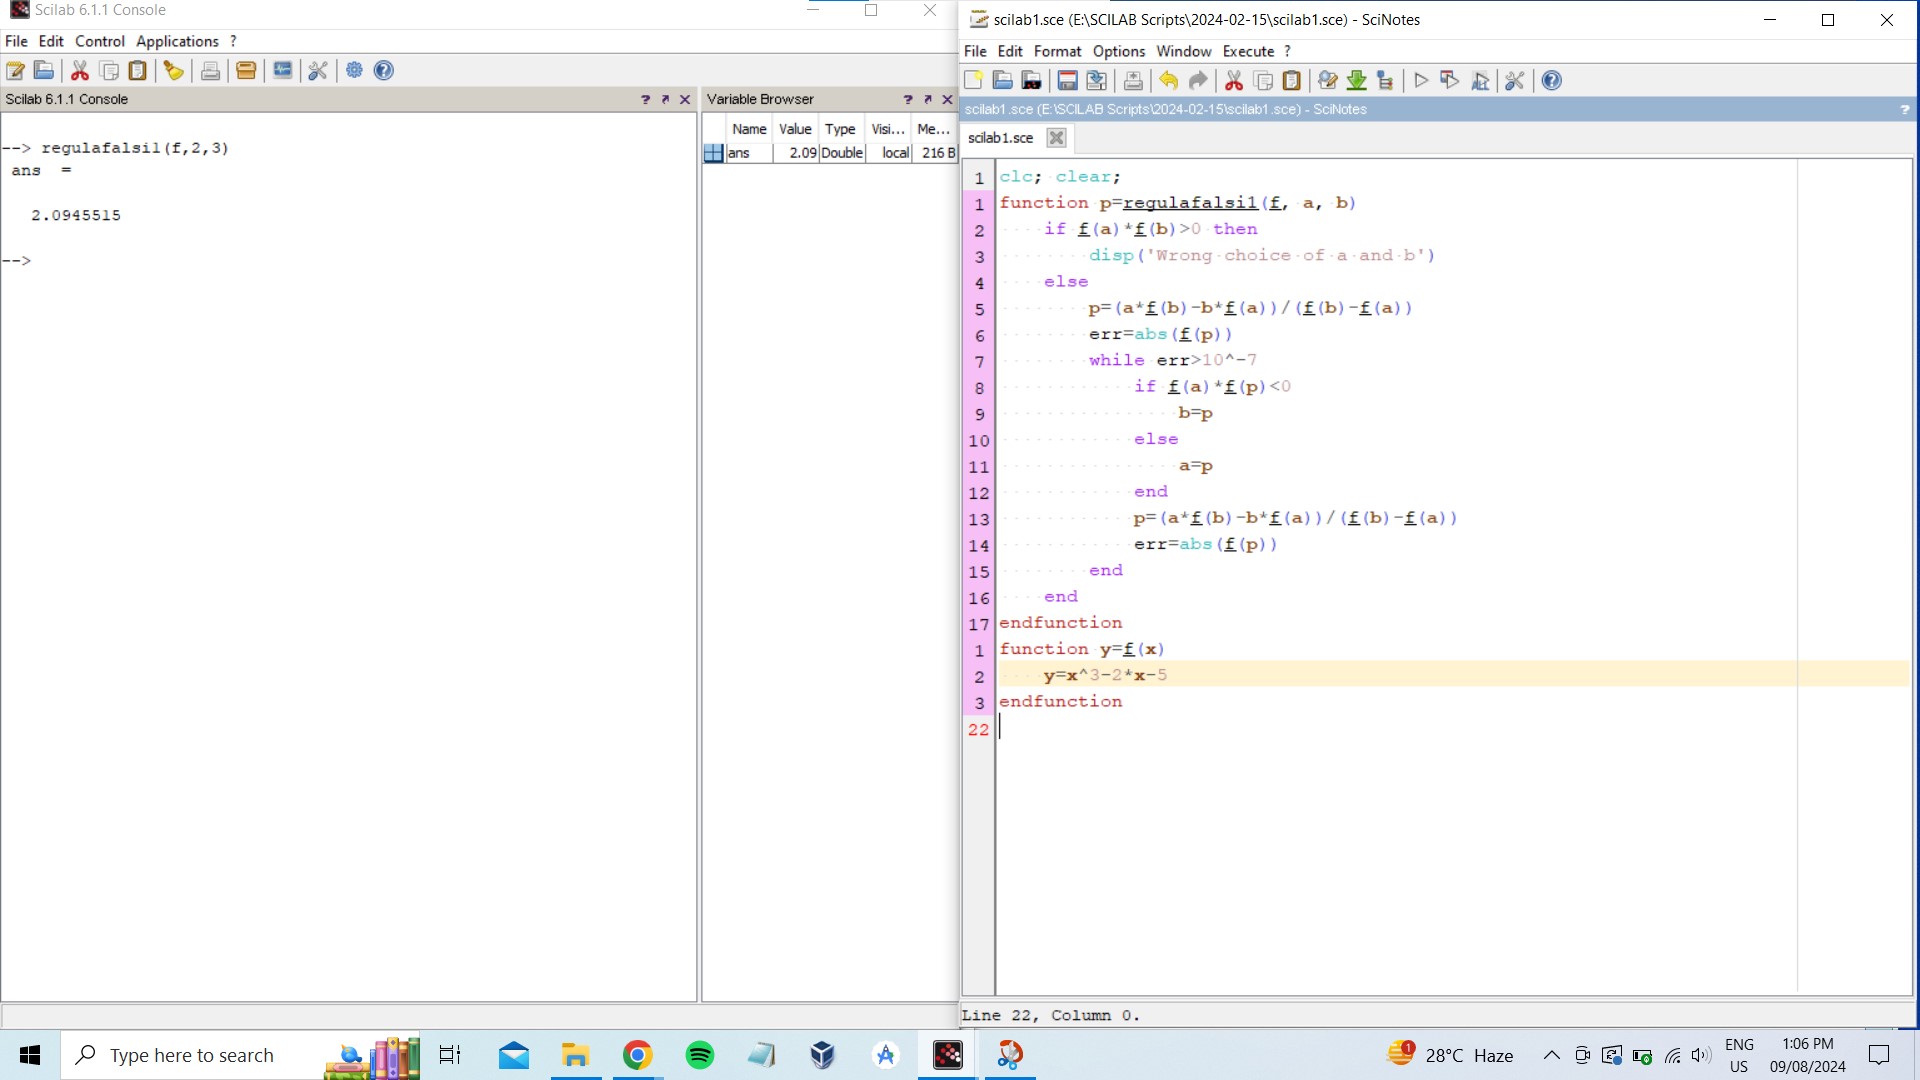 Scilab 6.1.1 Console
File Edit Control Applications ?
Scilab 6.1.1 Console ?
--> regulafalsi1(f,2,3)
ans =
2.0945515
-->
Variable Browser ?
Name Value Type Visi... Me...
ans 2.09 Double local 216 B
scilab1.sce (E:\SCILAB Scripts\2024-02-15\scilab1.sce) - SciNotes
File Edit Format Options Window Execute ?
scilab1.sce (E:\SCILAB Scripts\2024-02-15\scilab1.sce) - SciNotes ?
scilab1.sce
1 clc; clear;
1 function p=regulafalsi1(f, a, b)
2 if f(a)*f(b)>0 then
3 disp('Wrong choice of a and b')
4 else
5 p=(a*f(b)-b*f(a))/(f(b)-f(a))
6 err=abs(f(p))
7 while err>10^-7
8 if f(a)*f(p)<0
9 b=p
10 else
11 a=p
12 end
13 p=(a*f(b)-b*f(a))/(f(b)-f(a))
14 err=abs(f(p))
15 end
16 end
17 endfunction
1 function y=f(x)
2 y=x^3-2*x-5
3 endfunction
22
Line 22, Column 0.
Type here to search
1
28°C Haze
ENG
US
1:06 PM
09/08/2024